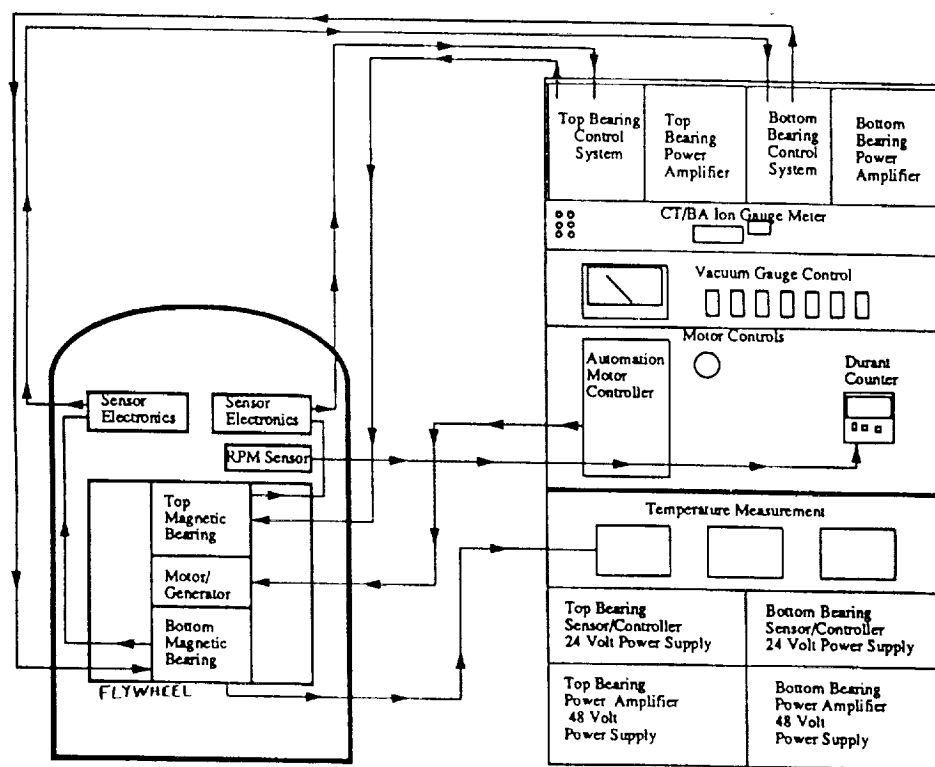 Top Bearing
Control
System
Top
Bearing
Power
Amplifier
Bottom
Bearing
Control
System
Bottom
Bearing
Power
Amplifier
CT/BA Ion Gauge Meter
Vacuum Gauge Control
Motor Controls
Automation
Motor
Controller
Durant
Counter
Sensor
Electronics
Sensor
Electronics
RPM Sensor
Top
Magnetic
Bearing
Motor/
Generator
Bottom
Magnetic
Bearing
FLYWHEEL
Temperature Measurement
Top Bearing
Sensor/Controller
24 Volt Power Supply
Bottom Bearing
Sensor/Controller
24 Volt Power Supply
Top Bearing
Power Amplifier
48 Volt
Power Supply
Bottom Bearing
Power Amplifier
48 Volt
Power Supply